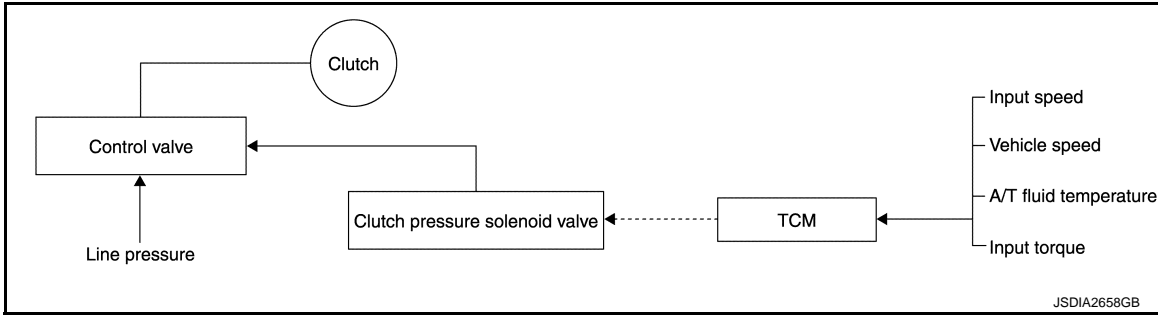 Clutch
Control valve
Line pressure
Clutch pressure solenoid valve
TCM
Input speed
Vehicle speed
A/T fluid temperature
Input torque
JSDIA2658GB